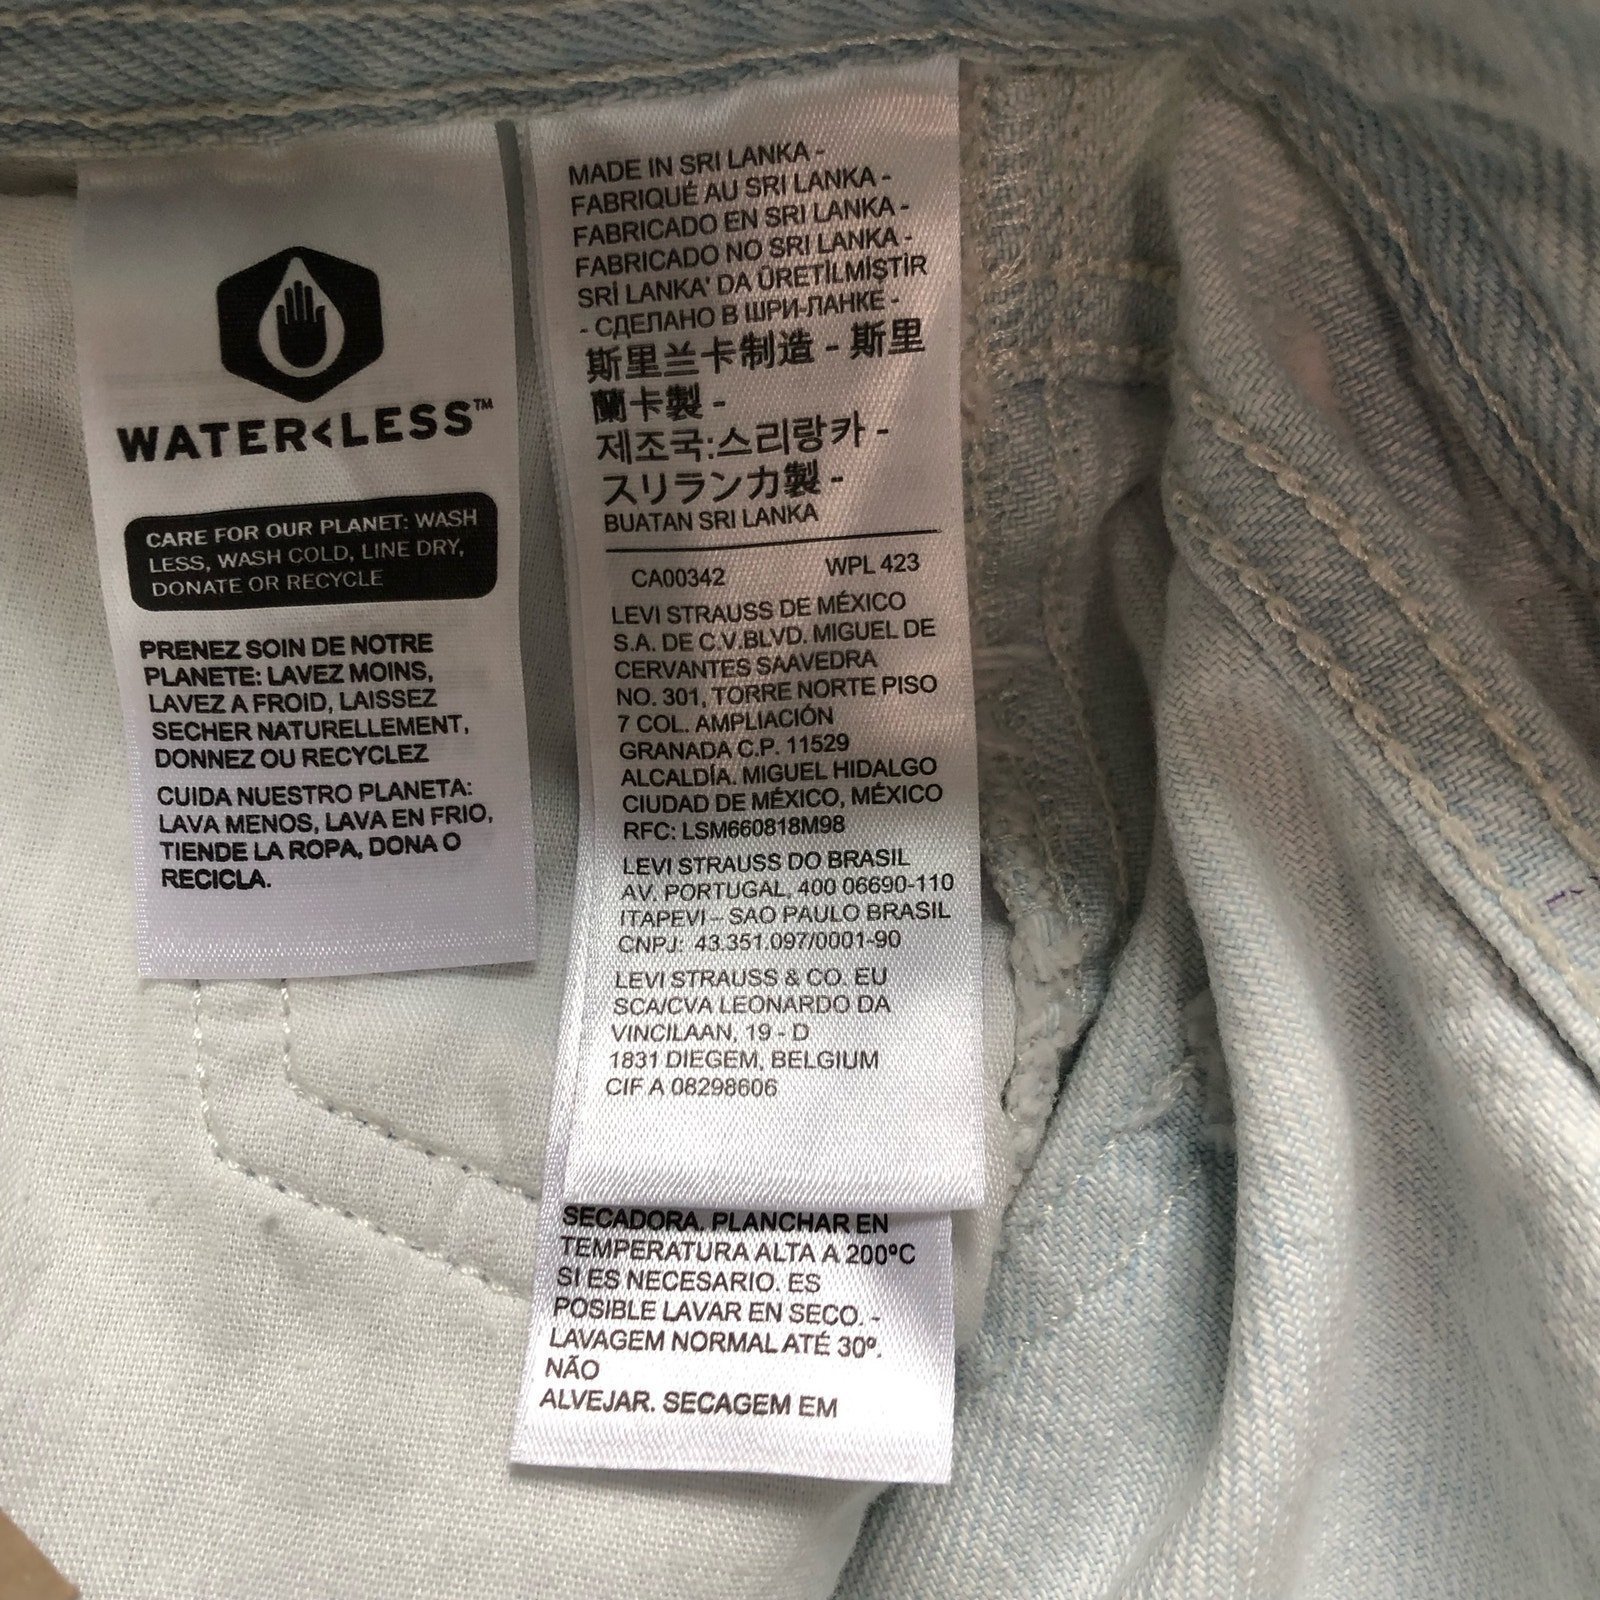 WATER<LESS™
CARE FOR OUR PLANET: WASH
LESS, WASH COLD, LINE DRY,
DONATE OR RECYCLE
PRENEZ SOIN DE NOTRE
PLANETE: LAVEZ MOINS,
LAVEZ A FROID, LAISSEZ
SECHER NATURELLEMENT,
DONNEZ OU RECYCLEZ
CUIDA NUESTRO PLANETA:
LAVA MENOS, LAVA EN FRIO,
TIENDE LA ROPA, DONA O
RECICLA.
MADE IN SRI LANKA -
FABRIQUÉ AU SRI LANKA -
FABRICADO EN SRI LANKA -
FABRICADO NO SRI LANKA -
SRİ LANKA' DA ÜRETİLMİŞTİR
- СДЕЛАНО В ШРИ-ЛАНКЕ -
斯里兰卡制造 - 斯里
蘭卡製 -
제조국:스리랑카 -
スリランカ製 -
BUATAN SRI LANKA
CA00342 WPL 423
LEVI STRAUSS DE MÉXICO
S.A. DE C.V.BLVD. MIGUEL DE
CERVANTES SAAVEDRA
NO. 301, TORRE NORTE PISO
7 COL. AMPLIACIÓN
GRANADA C.P. 11529
ALCALDÍA. MIGUEL HIDALGO
CIUDAD DE MÉXICO, MÉXICO
RFC: LSM660818M98
LEVI STRAUSS DO BRASIL
AV. PORTUGAL, 400 06690-110
ITAPEVI – SAO PAULO BRASIL
CNPJ: 43.351.097/0001-90
LEVI STRAUSS & CO. EU
SCA/CVA LEONARDO DA
VINCILAAN, 19 - D
1831 DIEGEM, BELGIUM
CIF A 08298606
SECADORA. PLANCHAR EN
TEMPERATURA ALTA A 200ºC
SI ES NECESARIO. ES
POSIBLE LAVAR EN SECO. -
LAVAGEM NORMAL ATÉ 30º.
NÃO
ALVEJAR. SECAGEM EM